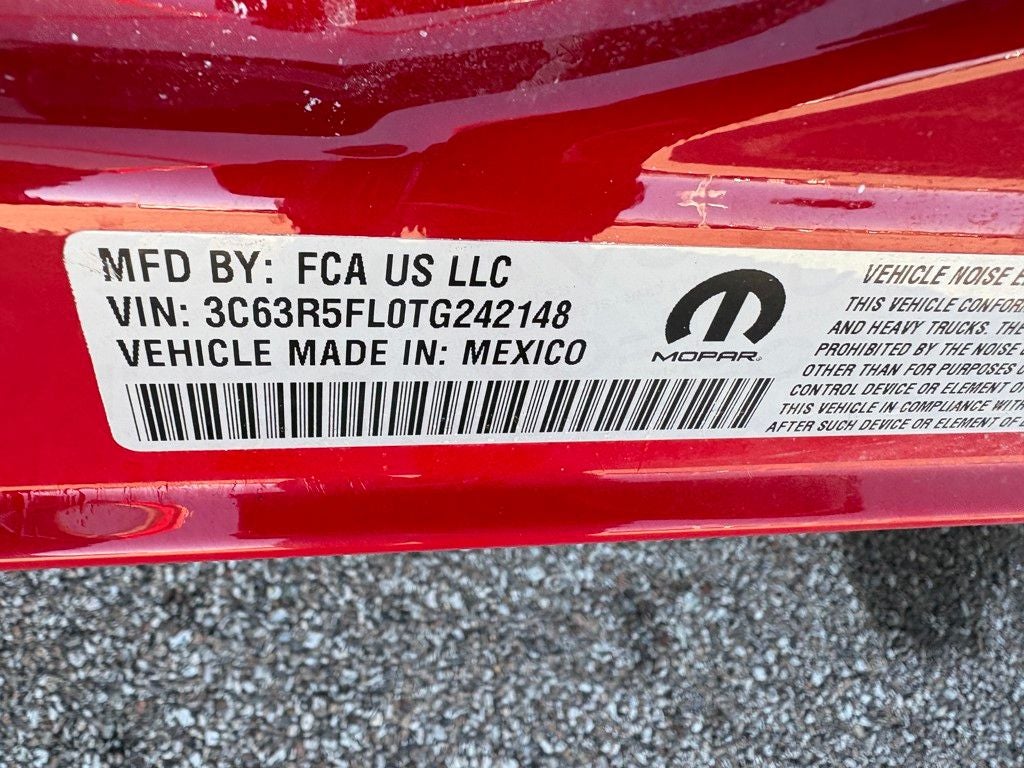 MFD BY: FCA US LLC
VIN: 3C63R5FL0TG242148
VEHICLE MADE IN: MEXICO
MOPAR®
VEHICLE NOISE E
THIS VEHICLE CONFOR
AND HEAVY TRUCKS. THE
PROHIBITED BY THE NOISE
OTHER THAN FOR PURPOSES O
CONTROL DEVICE OR ELEMENT O
THIS VEHICLE IN COMPLIANCE WITH
AFTER SUCH DEVICE OR ELEMENT OF